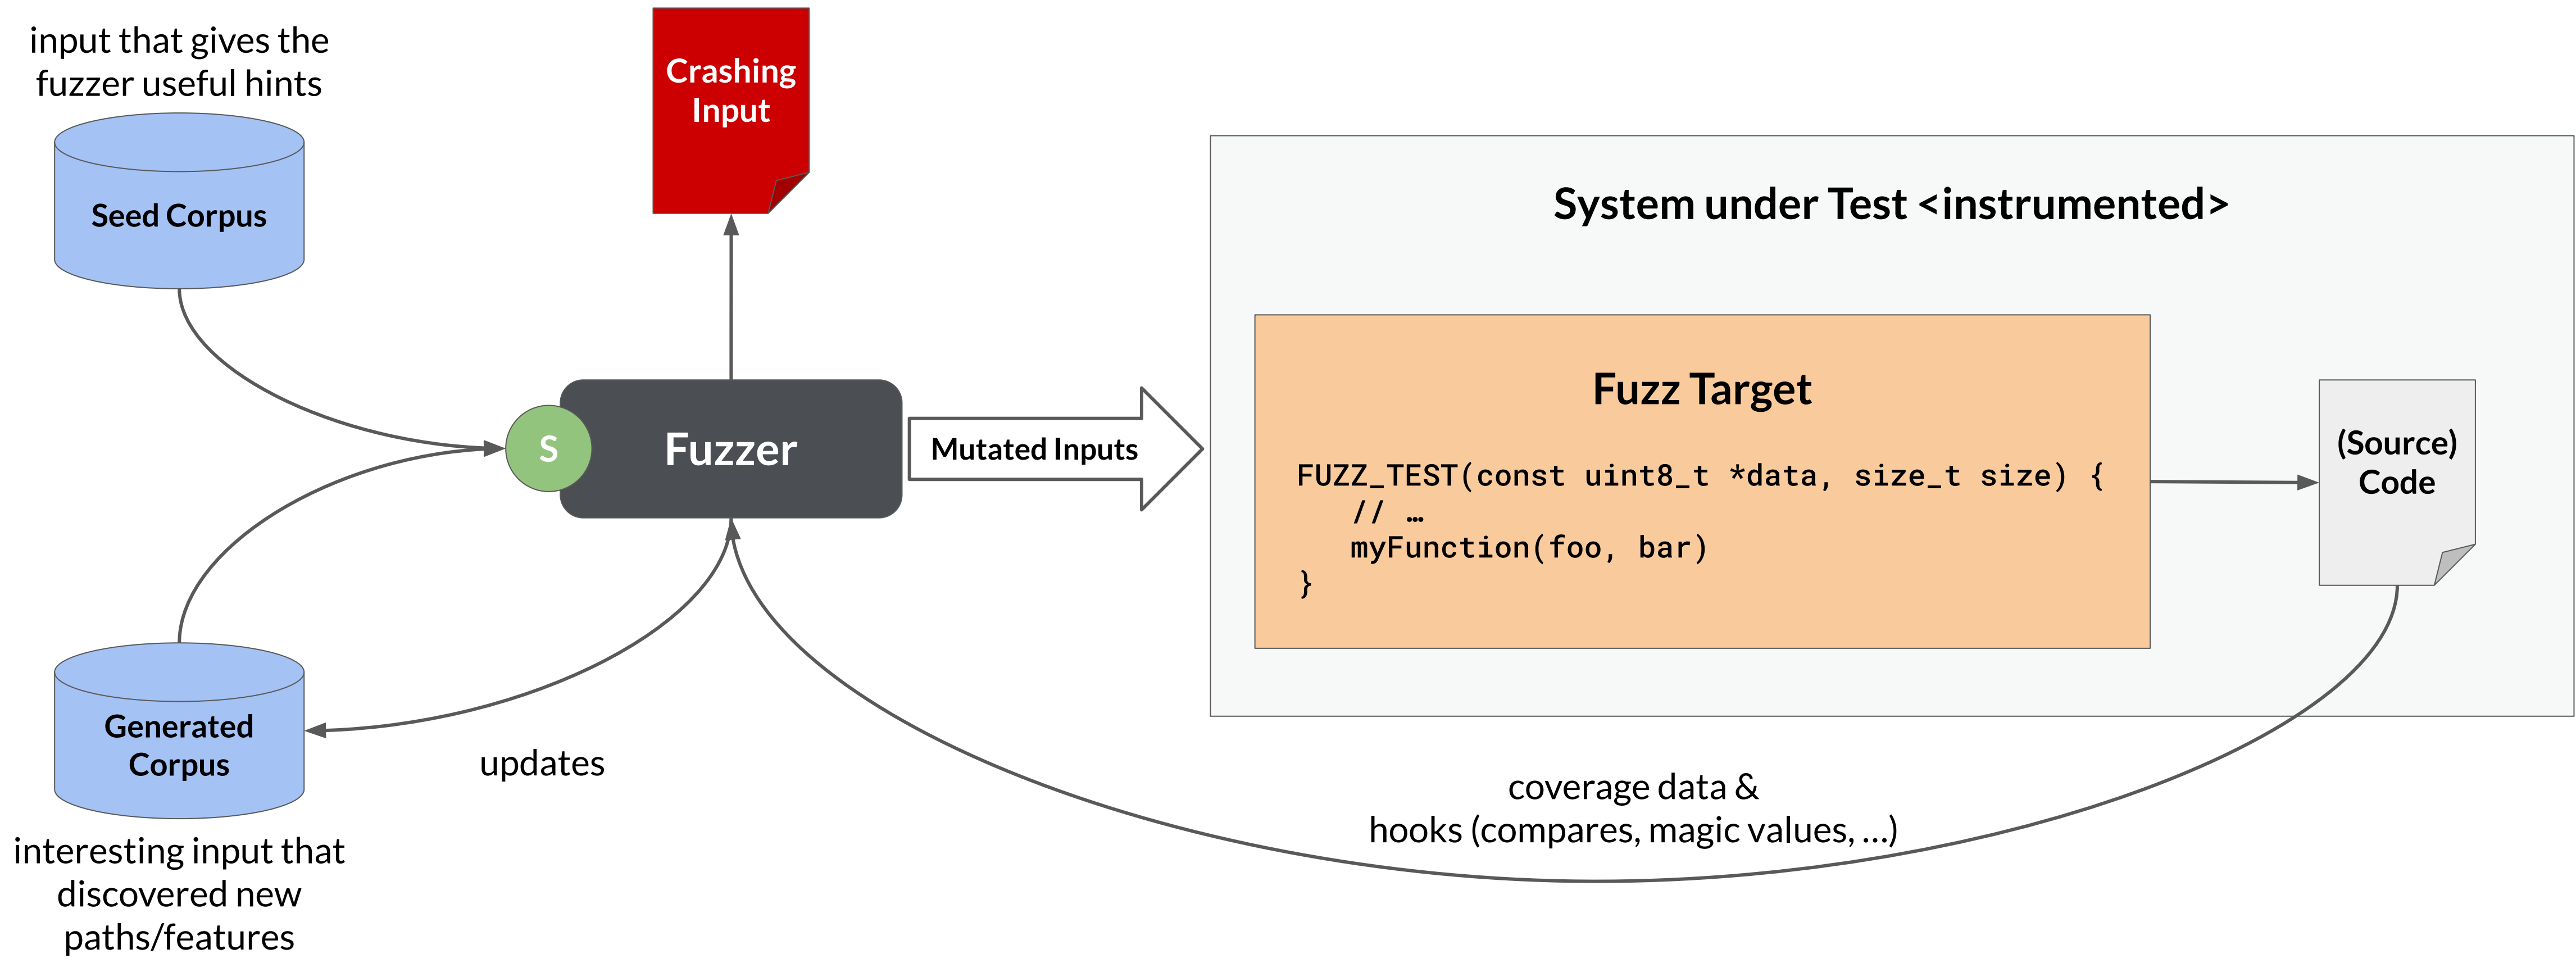 input that gives the
fuzzer useful hints
Seed Corpus
Crashing
Input
S
Fuzzer
Mutated Inputs
System under Test <instrumented>
Fuzz Target
FUZZ_TEST(const uint8_t *data, size_t size) {
// …
myFunction(foo, bar)
}
(Source)
Code
Generated
Corpus
updates
interesting input that
discovered new
paths/features
coverage data &
hooks (compares, magic values, …)